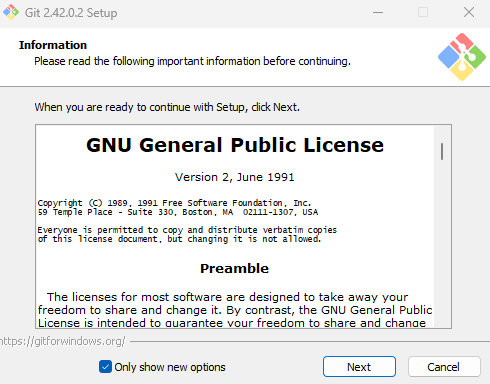 Git 2.42.0.2 Setup
Information
Please read the following important information before continuing.
When you are ready to continue with Setup, click Next.
GNU General Public License
Version 2, June 1991
Copyright (C) 1989, 1991 Free Software Foundation, Inc.
59 Temple Place - Suite 330, Boston, MA  02111-1307, USA
Everyone is permitted to copy and distribute verbatim copies
of this license document, but changing it is not allowed.
Preamble
The licenses for most software are designed to take away your
freedom to share and change it. By contrast, the GNU General Public
License is intended to guarantee your freedom to share and change
https://gitforwindows.org/
Only show new options
Next
Cancel